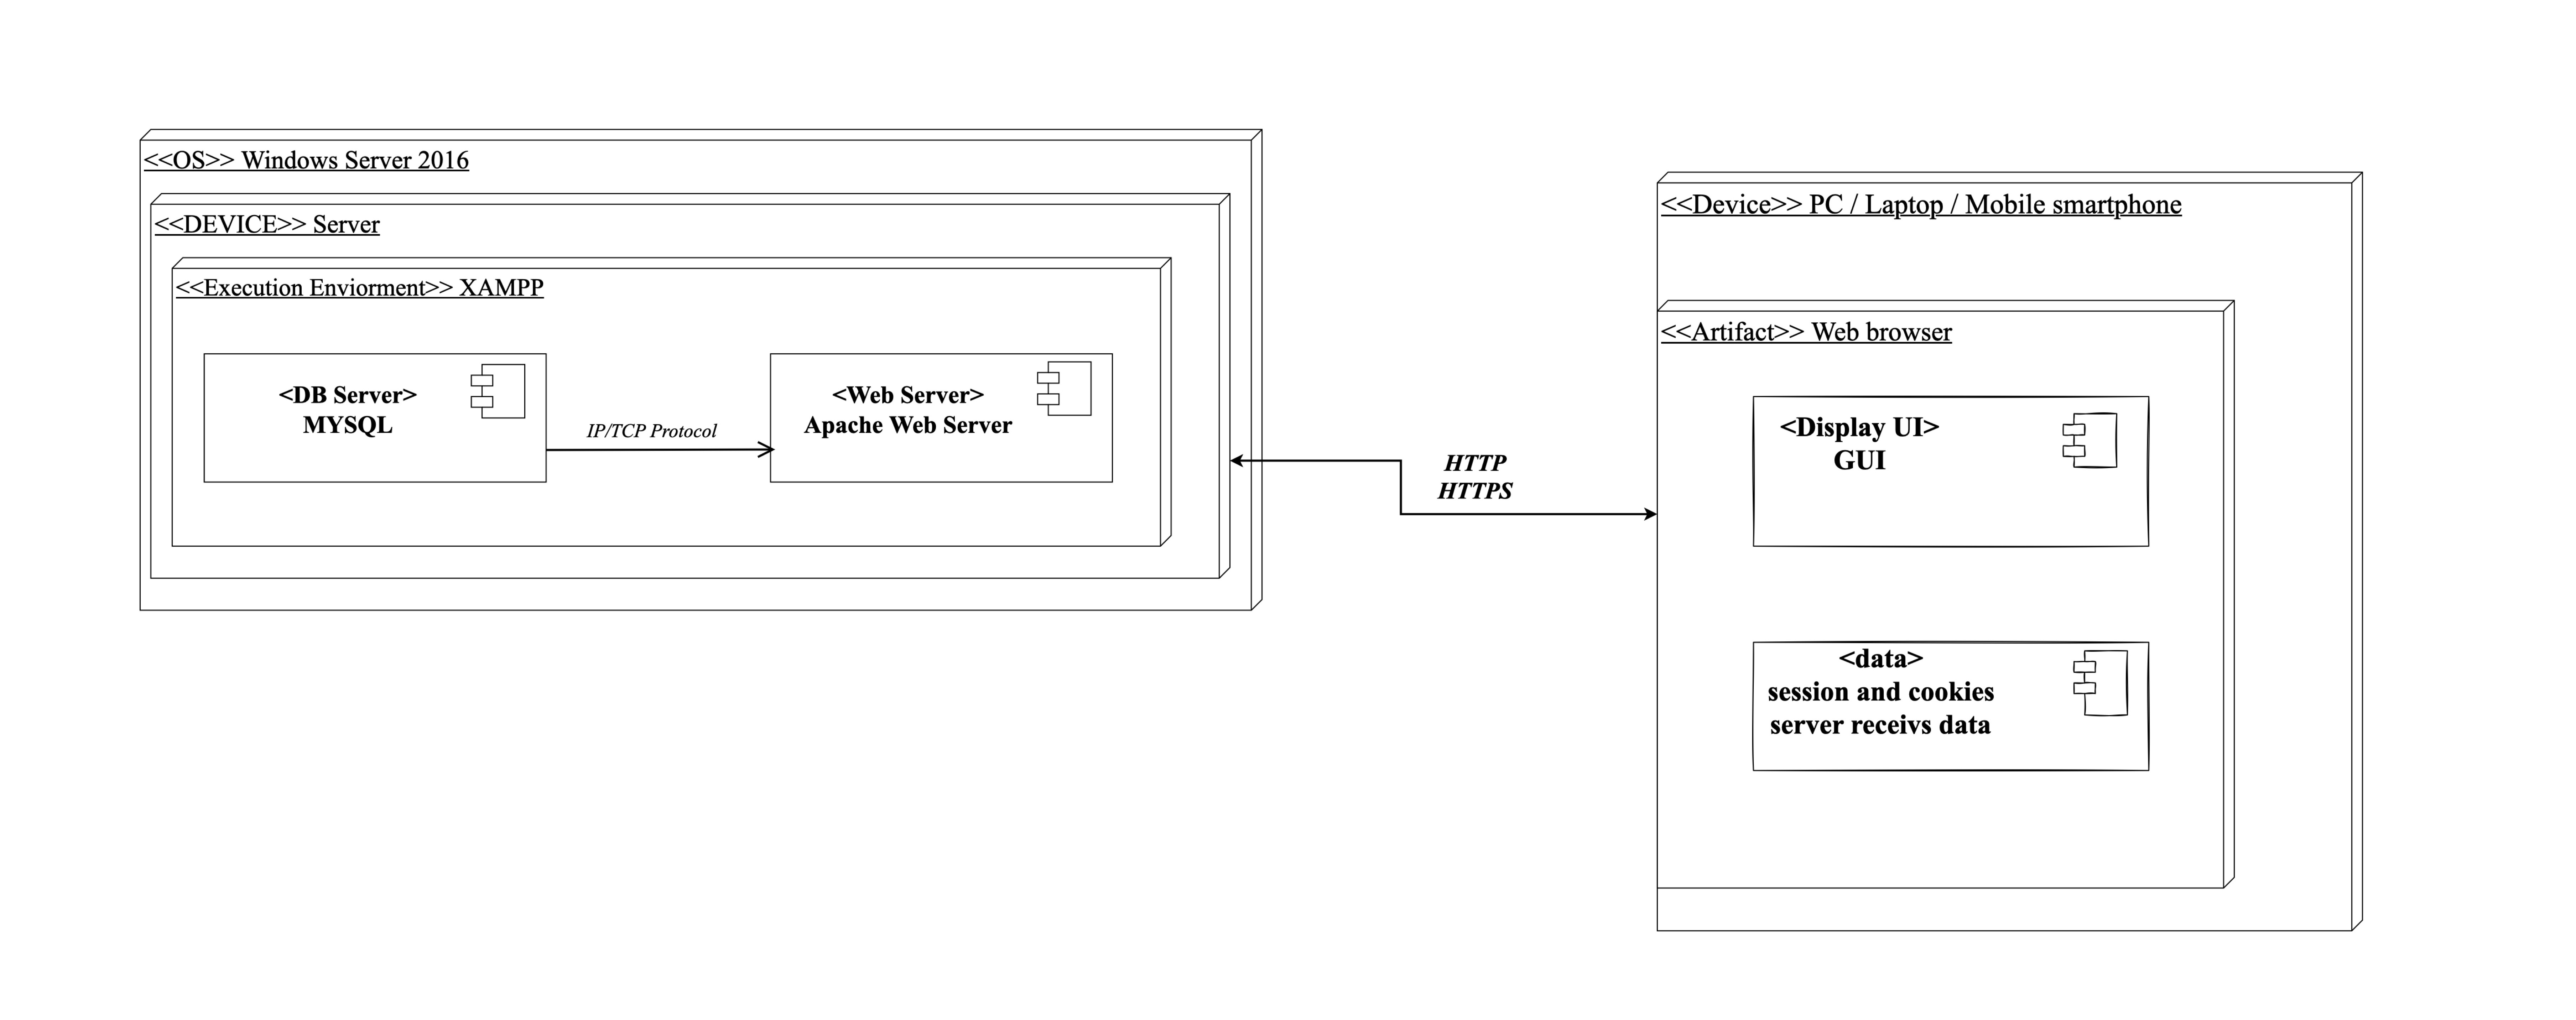 <<OS>> Windows Server 2016
<<DEVICE>> Server
<<Execution Enviorment>> XAMPP
<DB Server>
MYSQL
IP/TCP Protocol
<Web Server>
Apache Web Server
HTTP
HTTPS
<<Device>> PC / Laptop / Mobile smartphone
<<Artifact>> Web browser
<Display UI>
GUI
<data>
session and cookies
server receivs data